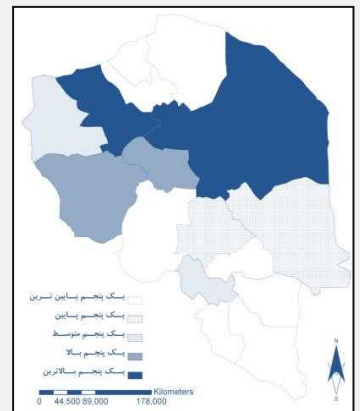 یک پنجم پایین ترین
یک پنجم پایین
یک پنجم متوسط
یک پنجم بالا
یک پنجم بالاترین
N
Kilometers
0 44,500 89,000 178,000